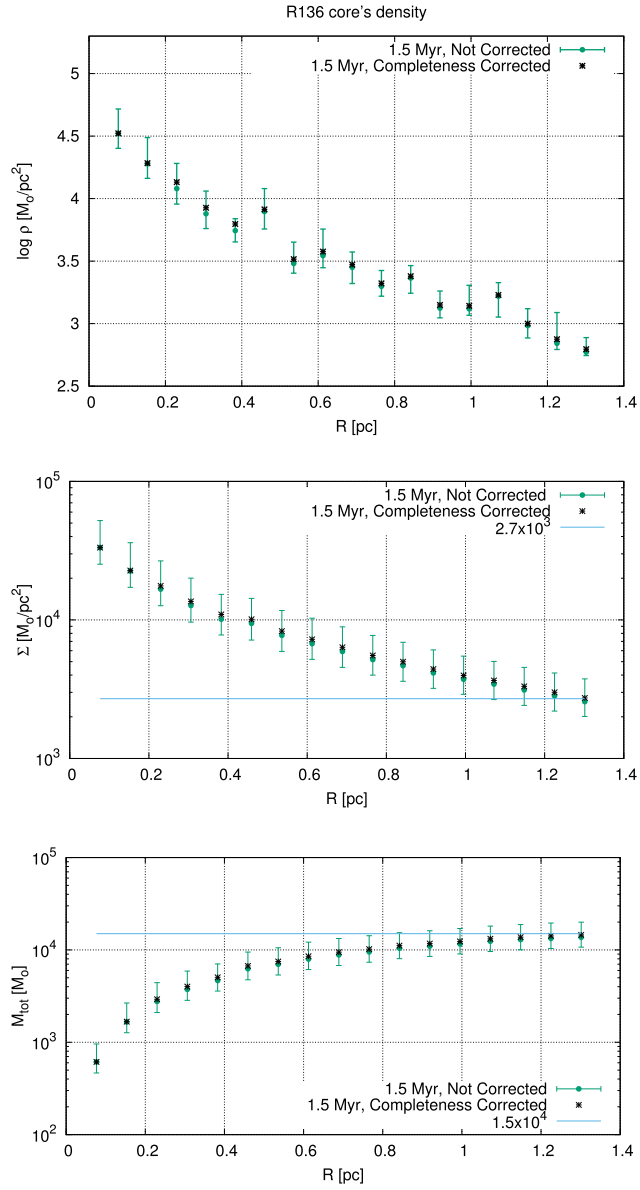 R136 core's density
1.5 Myr, Not Corrected
1.5 Myr, Completeness Corrected
5
4.5
4
3.5
3
2.5
log ρ [M₀/pc²]
0 0.2 0.4 0.6 0.8 1 1.2 1.4
R [pc]
1.5 Myr, Not Corrected
1.5 Myr, Completeness Corrected
2.7x10³
10⁵
10⁴
10³
Σ [M₀/pc²]
0 0.2 0.4 0.6 0.8 1 1.2 1.4
R [pc]
10⁵
10⁴
10³
10²
M_tot [M₀]
1.5 Myr, Not Corrected
1.5 Myr, Completeness Corrected
1.5x10⁴
0 0.2 0.4 0.6 0.8 1 1.2 1.4
R [pc]